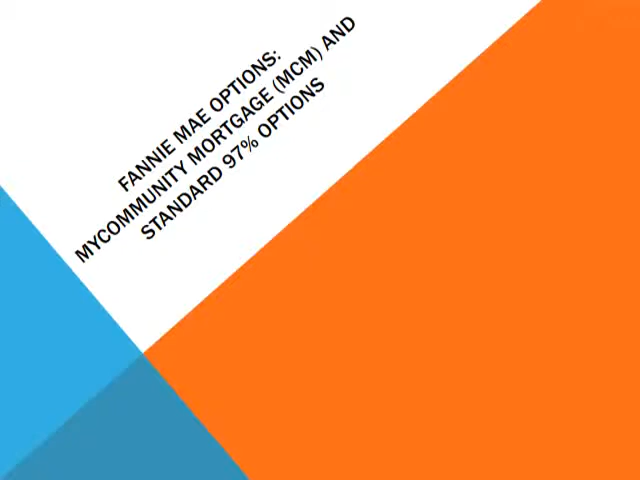 FANNIE MAE OPTIONS:
MYCOMMUNITY MORTGAGE (MCM) AND
STANDARD 97% OPTIONS